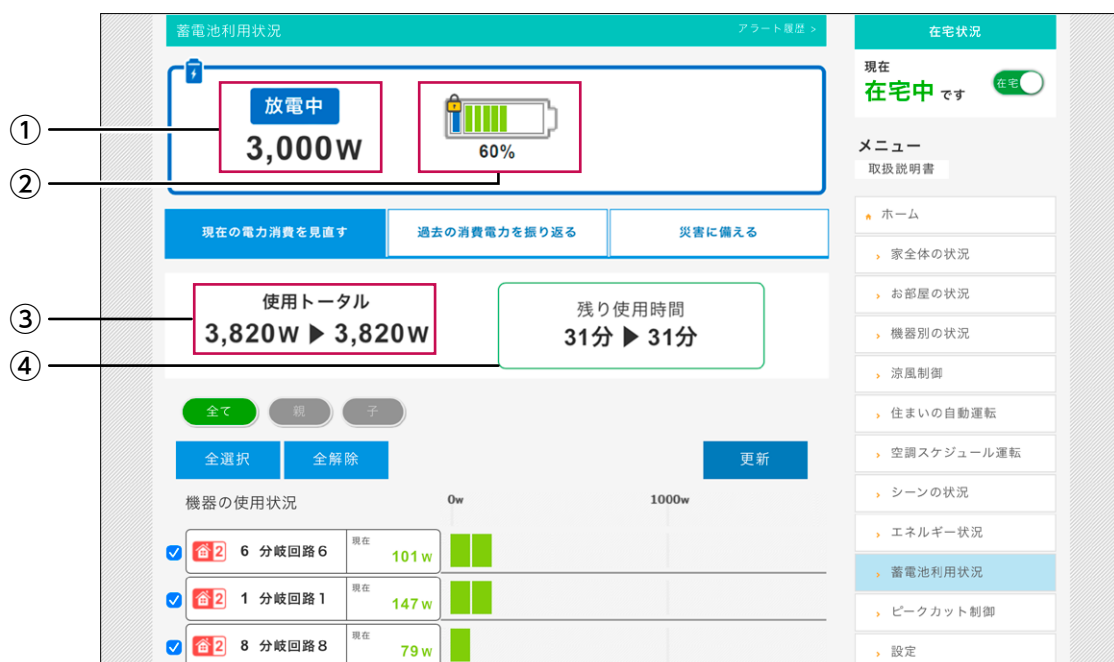 蓄電池利用状況
アラート履歴 >
放電中
3,000W
60%
①
②
現在の電力消費を見直す
過去の消費電力を振り返る
災害に備える
使用トータル
3,820W ▶ 3,820W
残り使用時間
31分 ▶ 31分
③
④
全て
親
子
全選択
全解除
更新
機器の使用状況
0w
1000w
2
6 分岐回路6
現在
101 w
2
1 分岐回路1
現在
147 w
2
8 分岐回路8
現在
79 w
在宅状況
現在
在宅中 です
在宅
メニュー
取扱説明書
ホーム
› 家全体の状況
› お部屋の状況
› 機器別の状況
› 涼風制御
› 住まいの自動運転
› 空調スケジュール運転
› シーンの状況
› エネルギー状況
› 蓄電池利用状況
› ピークカット制御
› 設定